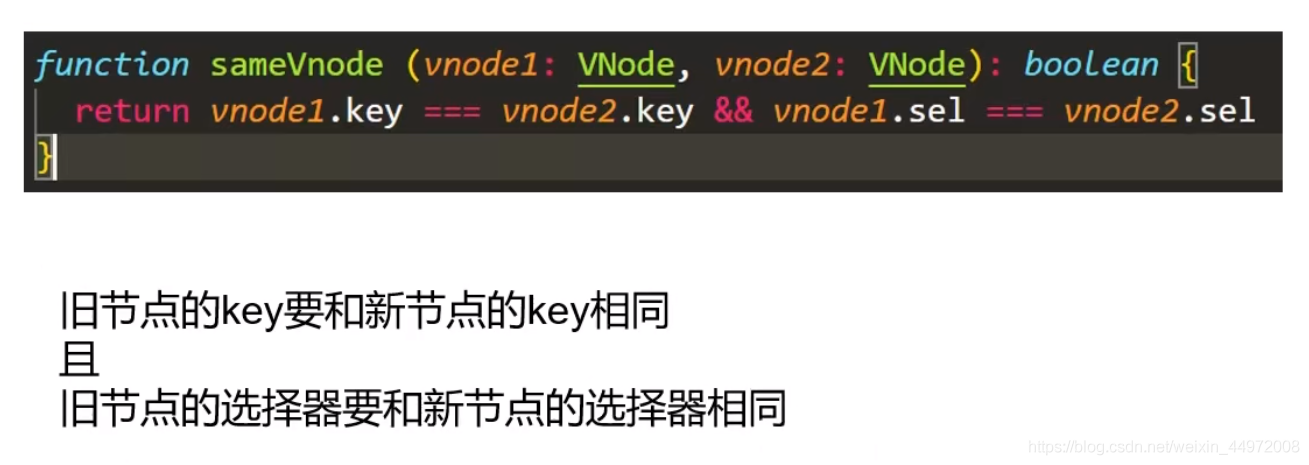 function sameVnode (vnode1: VNode, vnode2: VNode): boolean {
return vnode1.key === vnode2.key && vnode1.sel === vnode2.sel
}
旧节点的key要和新节点的key相同
且
旧节点的选择器要和新节点的选择器相同
https://blog.csdn.net/weixin_44972008